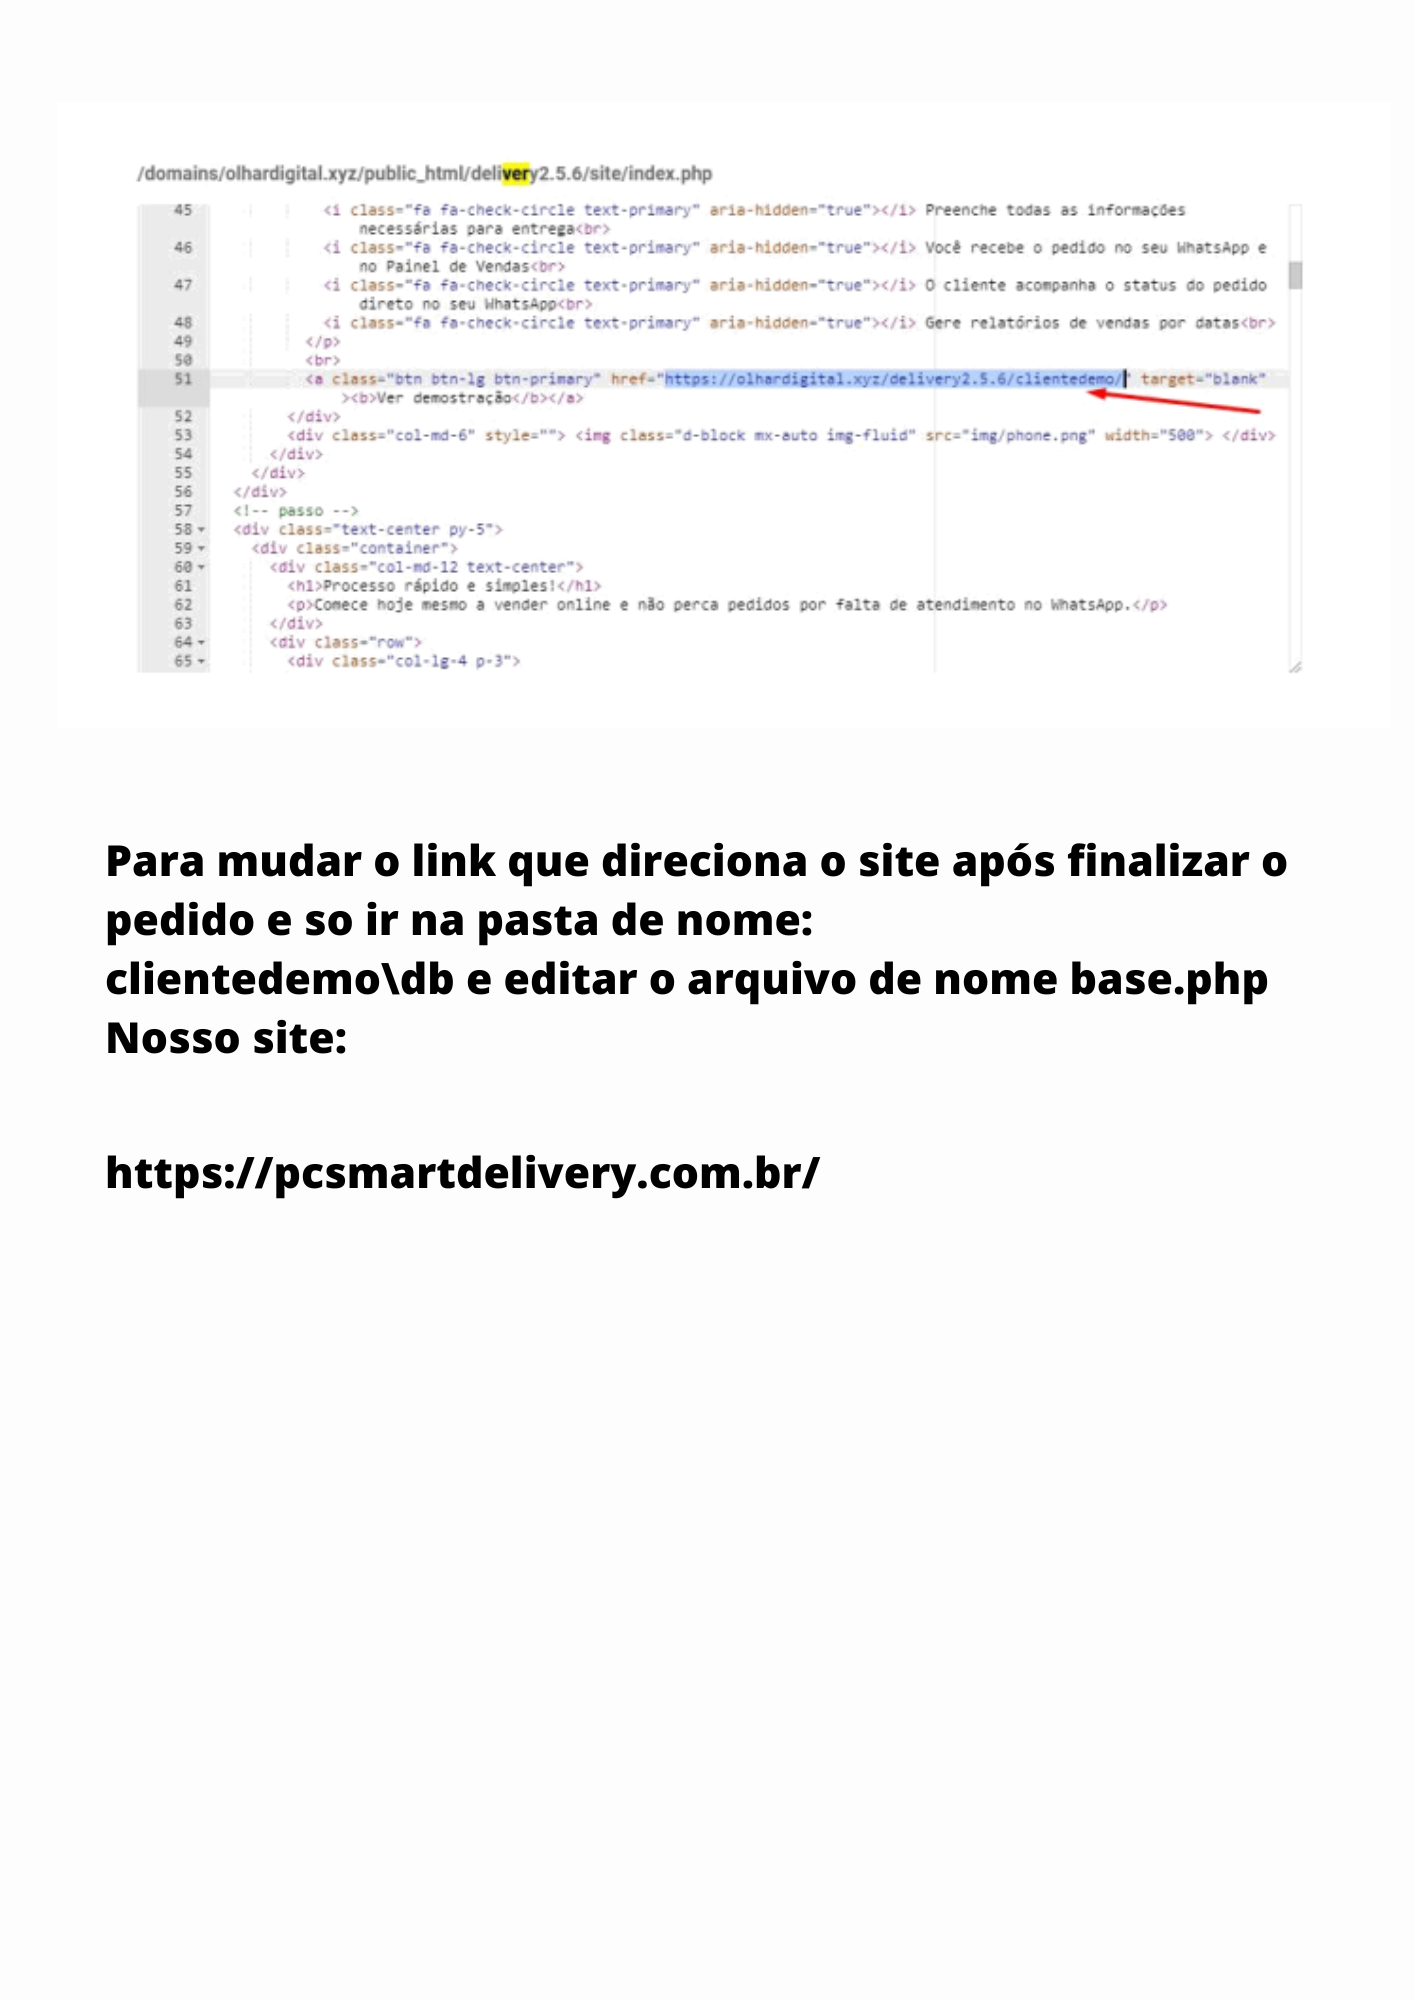 /domains/olhardigital.xyz/public_html/delivery2.5.6/site/index.php
45 <i class="fa fa-check-circle text-primary" aria-hidden="true"></i> Preenche todas as informações
necessárias para entrega<br>
46 <i class="fa fa-check-circle text-primary" aria-hidden="true"></i> Você recebe o pedido no seu WhatsApp e
no Painel de Vendas<br>
47 <i class="fa fa-check-circle text-primary" aria-hidden="true"></i> O cliente acompanha o status do pedido
direto no seu WhatsApp<br>
48 <i class="fa fa-check-circle text-primary" aria-hidden="true"></i> Gere relatórios de vendas por datas<br>
49 </p>
50 <br>
51 <a class="btn btn-lg btn-primary" href="https://olhardigital.xyz/delivery2.5.6/clientedemo/" target="blank"
><b>Ver demostração</b></a>
52 </div>
53 <div class="col-md-6" style=""> <img class="d-block mx-auto img-fluid" src="img/phone.png" width="500"> </div>
54 </div>
55 </div>
56 </div>
57 <!-- passo -->
58 <div class="text-center py-5">
59 <div class="container">
60 <div class="col-md-12 text-center">
61 <h1>Processo rápido e simples!</h1>
62 <p>Comece hoje mesmo a vender online e não perca pedidos por falta de atendimento no WhatsApp.</p>
63 </div>
64 <div class="row">
65 <div class="col-lg-4 p-3">
Para mudar o link que direciona o site após finalizar o
pedido e so ir na pasta de nome:
clientedemo\db e editar o arquivo de nome base.php
Nosso site:
https://pcsmartdelivery.com.br/